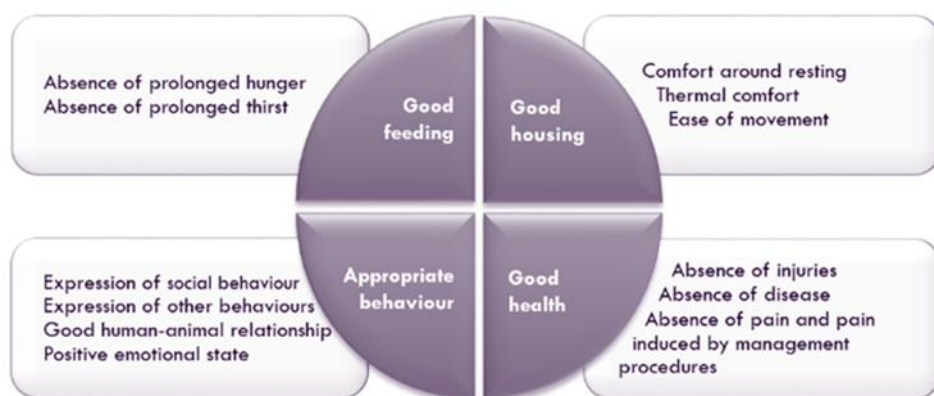 Absence of prolonged hunger
Absence of prolonged thirst
Good
feeding
Good
housing
Comfort around resting
Thermal comfort
Ease of movement
Expression of social behaviour
Expression of other behaviours
Good human-animal relationship
Positive emotional state
Appropriate
behaviour
Good
health
Absence of injuries
Absence of disease
Absence of pain and pain
induced by management
procedures